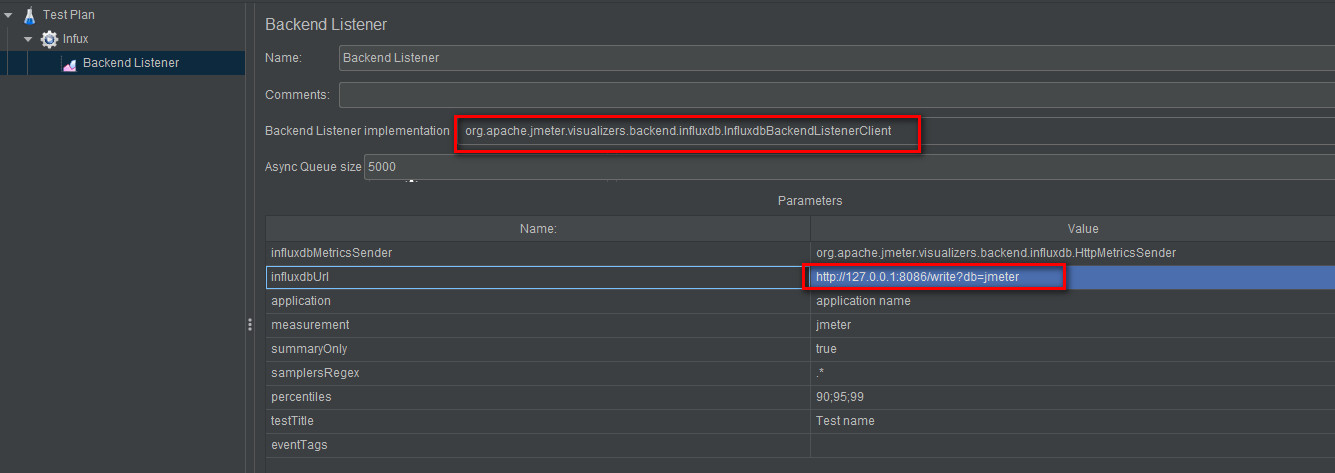 Test Plan
Infux
Backend Listener
Backend Listener
Name: Backend Listener
Comments:
Backend Listener implementation org.apache.jmeter.visualizers.backend.influxdb.InfluxdbBackendListenerClient
Async Queue size 5000
Parameters
Name: Value
influxdbMetricsSender org.apache.jmeter.visualizers.backend.influxdb.HttpMetricsSender
influxdbUrl http://127.0.0.1:8086/write?db=jmeter
application application name
measurement jmeter
summaryOnly true
samplersRegex .*
percentiles 90;95;99
testTitle Test name
eventTags